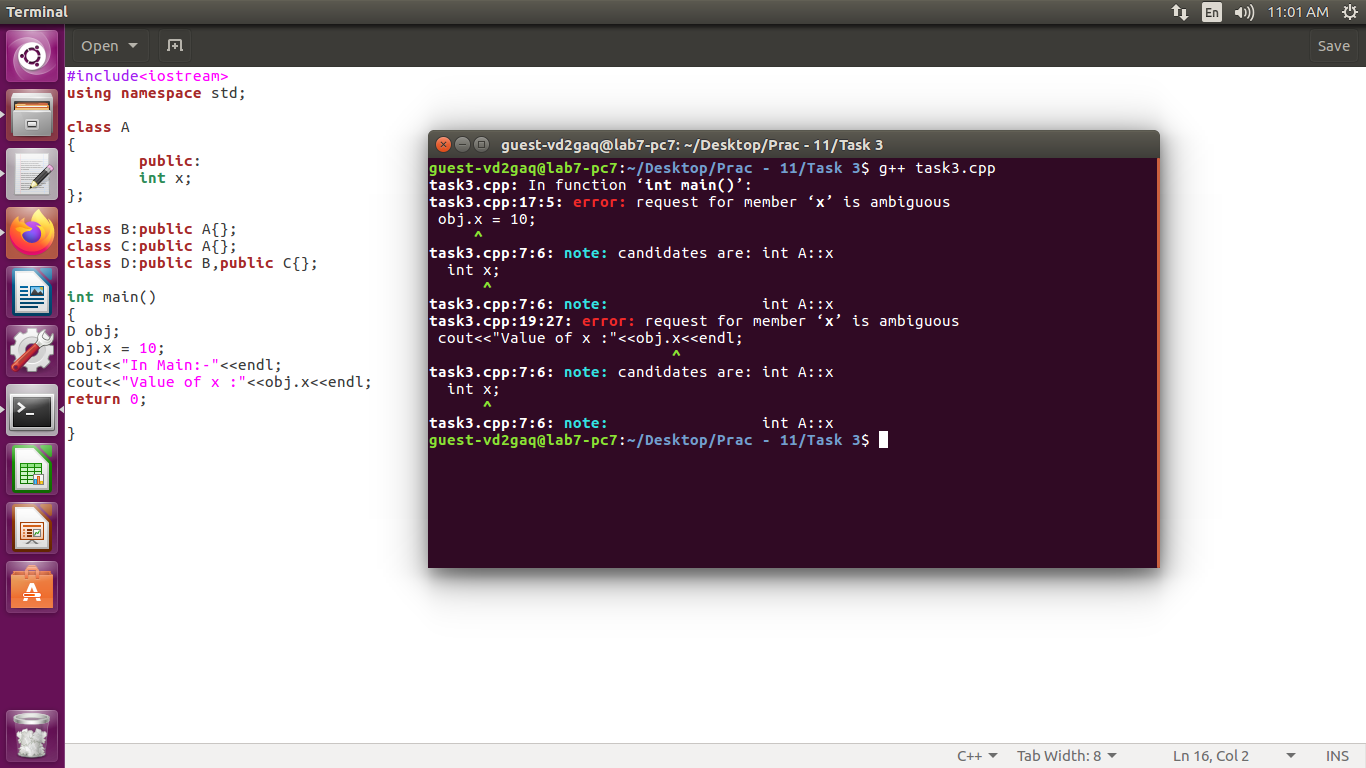 Terminal
En
11:01 AM
Open
Save
#include<iostream>
using namespace std;
class A
{
public:
int x;
};
class B:public A{};
class C:public A{};
class D:public B,public C{};
int main()
{
D obj;
obj.x = 10;
cout<<"In Main:-"<<endl;
cout<<"Value of x :"<<obj.x<<endl;
return 0;
}
guest-vd2gaq@lab7-pc7: ~/Desktop/Prac - 11/Task 3
guest-vd2gaq@lab7-pc7:~/Desktop/Prac - 11/Task 3$ g++ task3.cpp
task3.cpp: In function ‘int main()’:
task3.cpp:17:5: error: request for member ‘x’ is ambiguous
obj.x = 10;
^
task3.cpp:7:6: note: candidates are: int A::x
int x;
^
task3.cpp:7:6: note:                 int A::x
task3.cpp:19:27: error: request for member ‘x’ is ambiguous
cout<<"Value of x :"<<obj.x<<endl;
^
task3.cpp:7:6: note: candidates are: int A::x
int x;
^
task3.cpp:7:6: note:                 int A::x
guest-vd2gaq@lab7-pc7:~/Desktop/Prac - 11/Task 3$
C++
Tab Width: 8
Ln 16, Col 2
INS